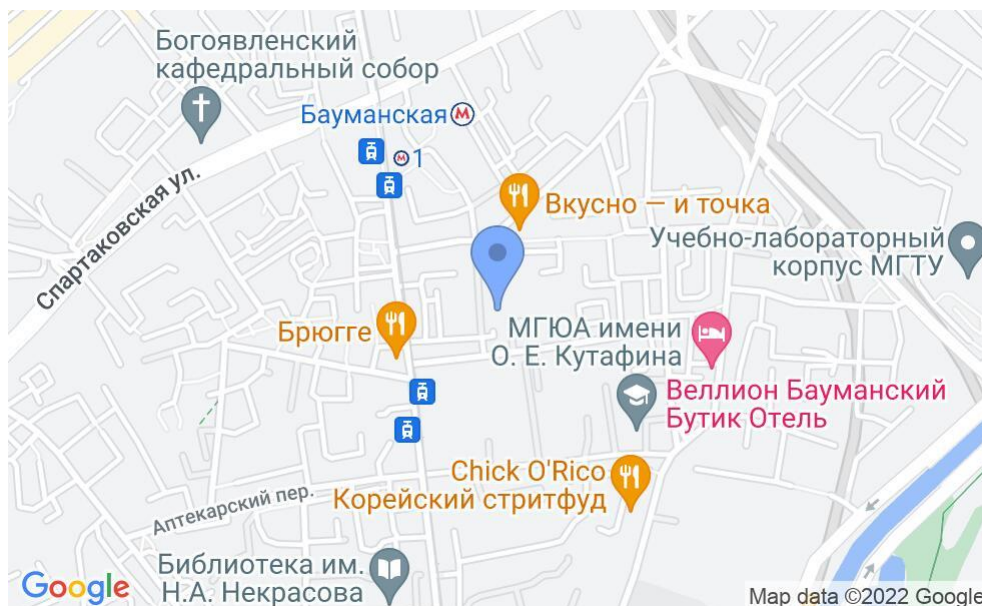 Богоявленский
кафедральный собор
Бауманская
М
М
1
Спартаковская ул.
Вкусно — и точка
Учебно-лабораторный
корпус МГТУ
Брюгге
МГЮА имени
О. Е. Кутафина
Веллион Бауманский
Бутик Отель
Chick O'Rico
Корейский стритфуд
Аптекарский пер.
Библиотека им.
Н.А. Некрасова
Google
Map data ©2022 Google